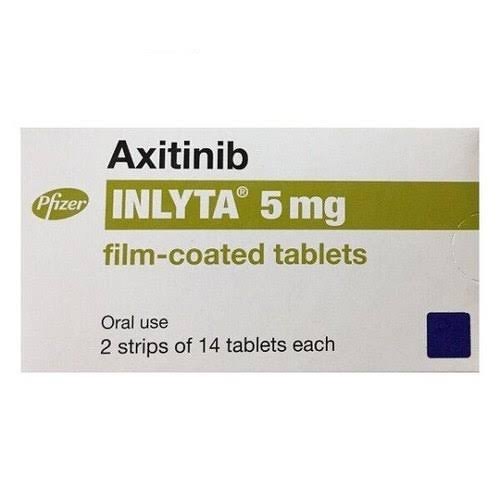 Axitinib
Pfizer
INLYTA® 5 mg
film-coated tablets
Oral use
2 strips of 14 tablets each